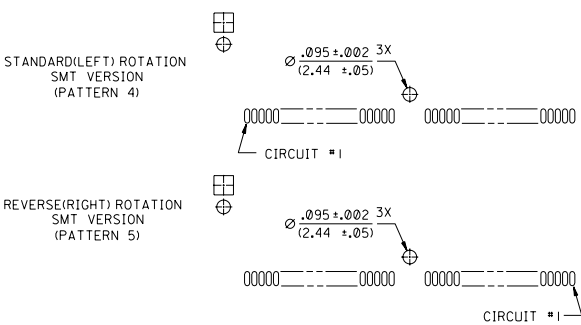 STANDARD(LEFT) ROTATION
SMT VERSION
(PATTERN 4)
Ø .095±.002 3X
(2.44 ±.05)
CIRCUIT #1
REVERSE(RIGHT) ROTATION
SMT VERSION
(PATTERN 5)
Ø .095±.002 3X
(2.44 ±.05)
CIRCUIT #1